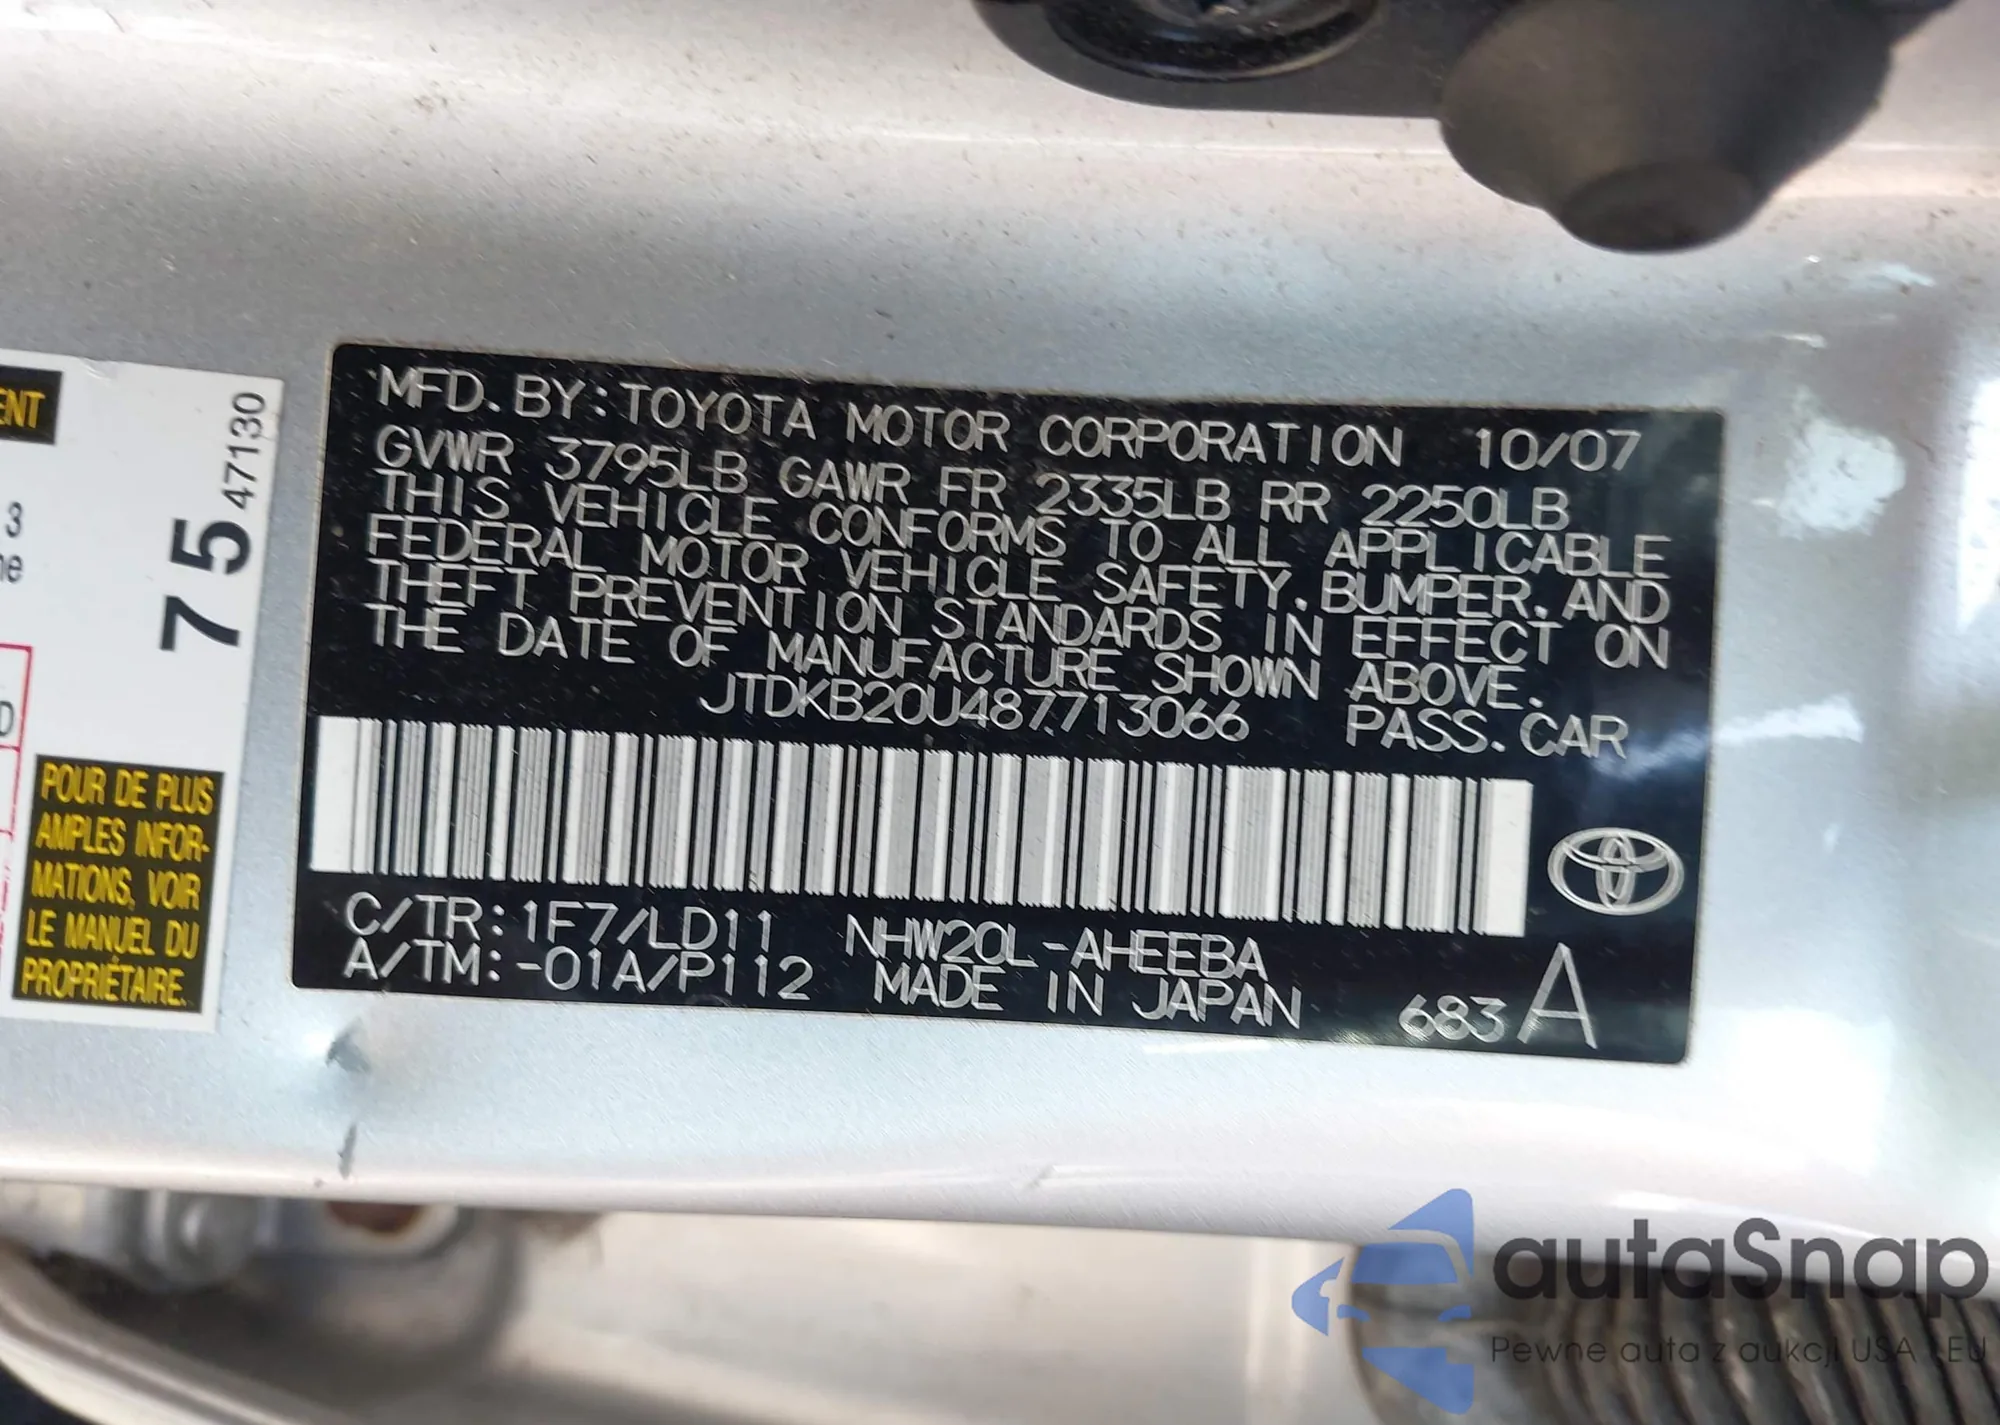 MFD. BY: TOYOTA MOTOR CORPORATION 10/07
GVWR 3795LB GAWR FR 2335LB RR 2250LB
THIS VEHICLE CONFORMS TO ALL APPLICABLE
FEDERAL MOTOR VEHICLE SAFETY, BUMPER, AND
THEFT PREVENTION STANDARDS IN EFFECT ON
THE DATE OF MANUFACTURE SHOWN ABOVE.
JTDKB20U487713066 PASS. CAR
C/TR: 1F7/LD11 NHW20L-AHEEBA
A/TM: -01A/P112 MADE IN JAPAN 683 A
ENT
3
ne
D
75 47130
POUR DE PLUS
AMPLES INFOR-
MATIONS, VOIR
LE MANUEL DU
PROPRIÉTAIRE.
autaSnap
Pewne auta z aukcji USA i EU